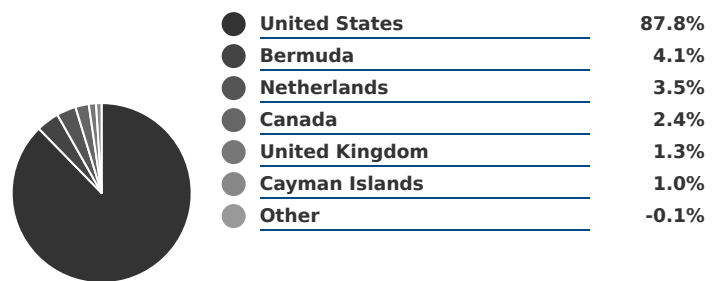 United States 87.8%
Bermuda 4.1%
Netherlands 3.5%
Canada 2.4%
United Kingdom 1.3%
Cayman Islands 1.0%
Other -0.1%